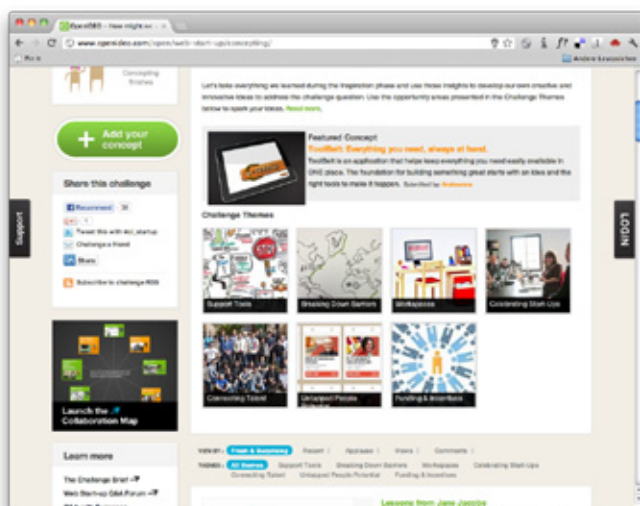 OpenIDEO - How might we
www.openideo.com/open/web-start-up/concepting/
Concepting
finishes
Let's take everything we learned during the inspiration phase and use those insights to develop our own creative and
innovative ideas to address the challenge question. Use the opportunity areas presented in the Challenge Themes
below to spark your ideas. Read more.
Add your
concept
Featured Concept
ToolBelt: Everything you need, always at hand.
ToolBelt is an application that helps keep everything you need easily available in
ONE place. The foundation for building something great starts with an idea and the
right tools to make it happen. Submitted by
Share this challenge
Recommend
Tweet this with
Challenge a friend
Share
Subscribe to challenge RSS
Support
LOGIN
Challenge Themes
Support Tools
Breaking Down Barriers
Workspaces
Celebrating Start-Ups
Connecting Talent
Untapped People
Potential
Funding & Incentives
Launch the
Collaboration Map
VIEW BY: Fresh & Surprising Recent Applause Views Comments
THEMES: All themes Support Tools Breaking Down Barriers Workspaces Celebrating Start-Ups
Connecting Talent Untapped People Potential Funding & Incentives
Learn more
The Challenge Brief
Web Start-up Q&A Forum
Lessons from Jane Jacobs